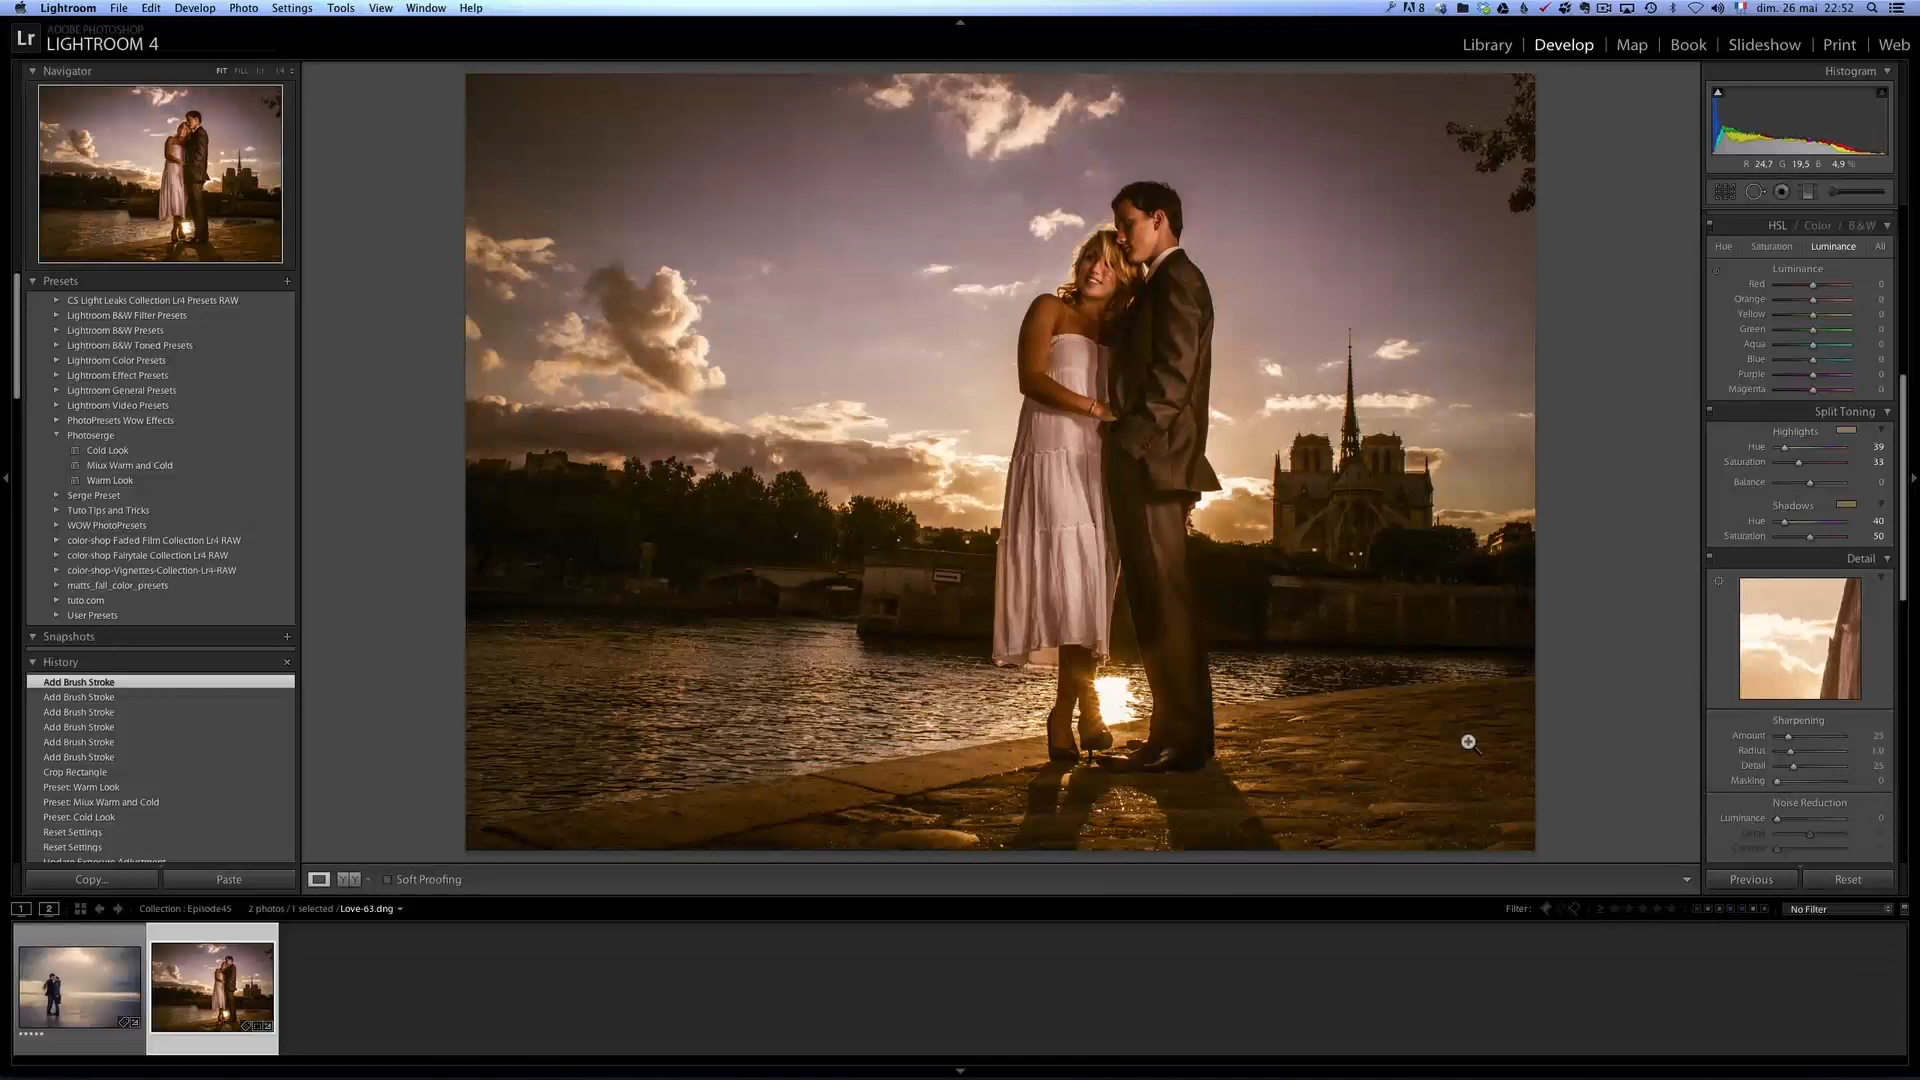 Lightroom File Edit Develop Photo Settings Tools View Window Help
8 dim. 26 mai 22:52
Lr ADOBE PHOTOSHOP
LIGHTROOM 4
Library | Develop | Map | Book | Slideshow | Print | Web
Navigator FIT FILL 1:1 1:4
Histogram
R 24,7 G 19,5 B 4,9 %
Presets +
CS Light Leaks Collection Lr4 Presets RAW
Lightroom B&W Filter Presets
Lightroom B&W Presets
Lightroom B&W Toned Presets
Lightroom Color Presets
Lightroom Effect Presets
Lightroom General Presets
Lightroom Video Presets
PhotoPresets Wow Effects
Photoserge
Cold Look
Miux Warm and Cold
Warm Look
Serge Preset
Tuto Tips and Tricks
WOW PhotoPresets
color-shop Faded Film Collection Lr4 RAW
color-shop Fairytale Collection Lr4 RAW
color-shop-Vignettes-Collection-Lr4-RAW
matts_fall_color_presets
tuto.com
User Presets
Snapshots +
History ×
Add Brush Stroke
Add Brush Stroke
Add Brush Stroke
Add Brush Stroke
Add Brush Stroke
Add Brush Stroke
Crop Rectangle
Preset: Warm Look
Preset: Miux Warm and Cold
Preset: Cold Look
Reset Settings
Reset Settings
Update Exposure Adjustment
Copy... Paste
HSL / Color / B&W
Hue Saturation Luminance All
Luminance
Red 0
Orange 0
Yellow 0
Green 0
Aqua 0
Blue 0
Purple 0
Magenta 0
Split Toning
Highlights
Hue 39
Saturation 33
Balance 0
Shadows
Hue 40
Saturation 50
Detail
Sharpening
Amount 25
Radius 1.0
Detail 25
Masking 0
Noise Reduction
Luminance 0
Detail
Contrast
Previous Reset
Soft Proofing
1 2 Collection : Episode45 2 photos / 1 selected / Love-63.dng
Filter: No Filter